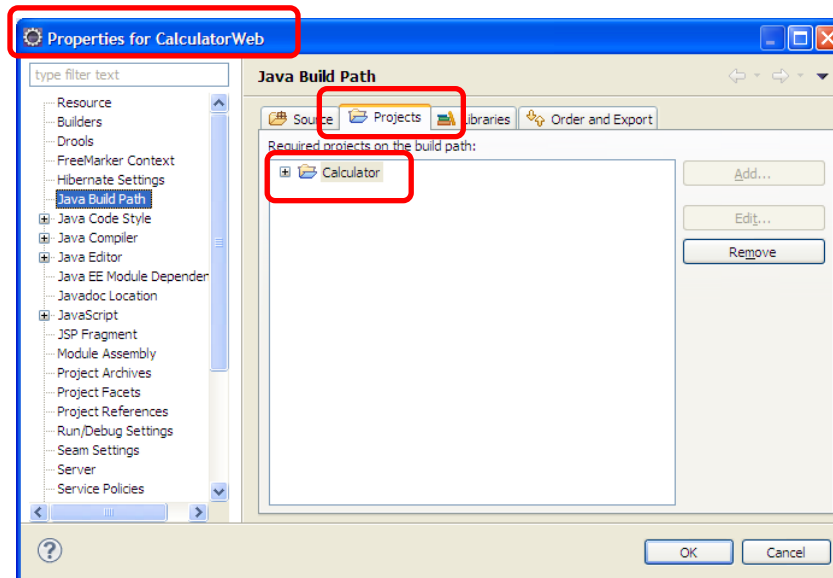 Properties for CalculatorWeb
type filter text
Resource
Builders
Drools
FreeMarker Context
Hibernate Settings
Java Build Path
Java Code Style
Java Compiler
Java Editor
Java EE Module Dependen
Javadoc Location
JavaScript
JSP Fragment
Module Assembly
Project Archives
Project Facets
Project References
Run/Debug Settings
Seam Settings
Server
Service Policies
Java Build Path
Source Projects Libraries Order and Export
Required projects on the build path:
Calculator
Add...
Edit...
Remove
OK Cancel